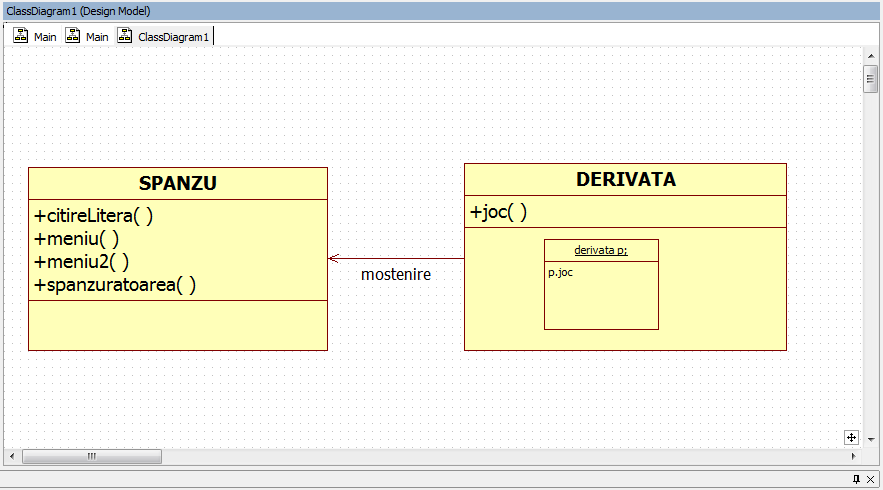 ClassDiagram1 (Design Model)
Main Main ClassDiagram1
SPANZU
+citireLitera( )
+meniu( )
+meniu2( )
+spanzuratoarea( )
mostenire
DERIVATA
+joc( )
derivata p;
p.joc